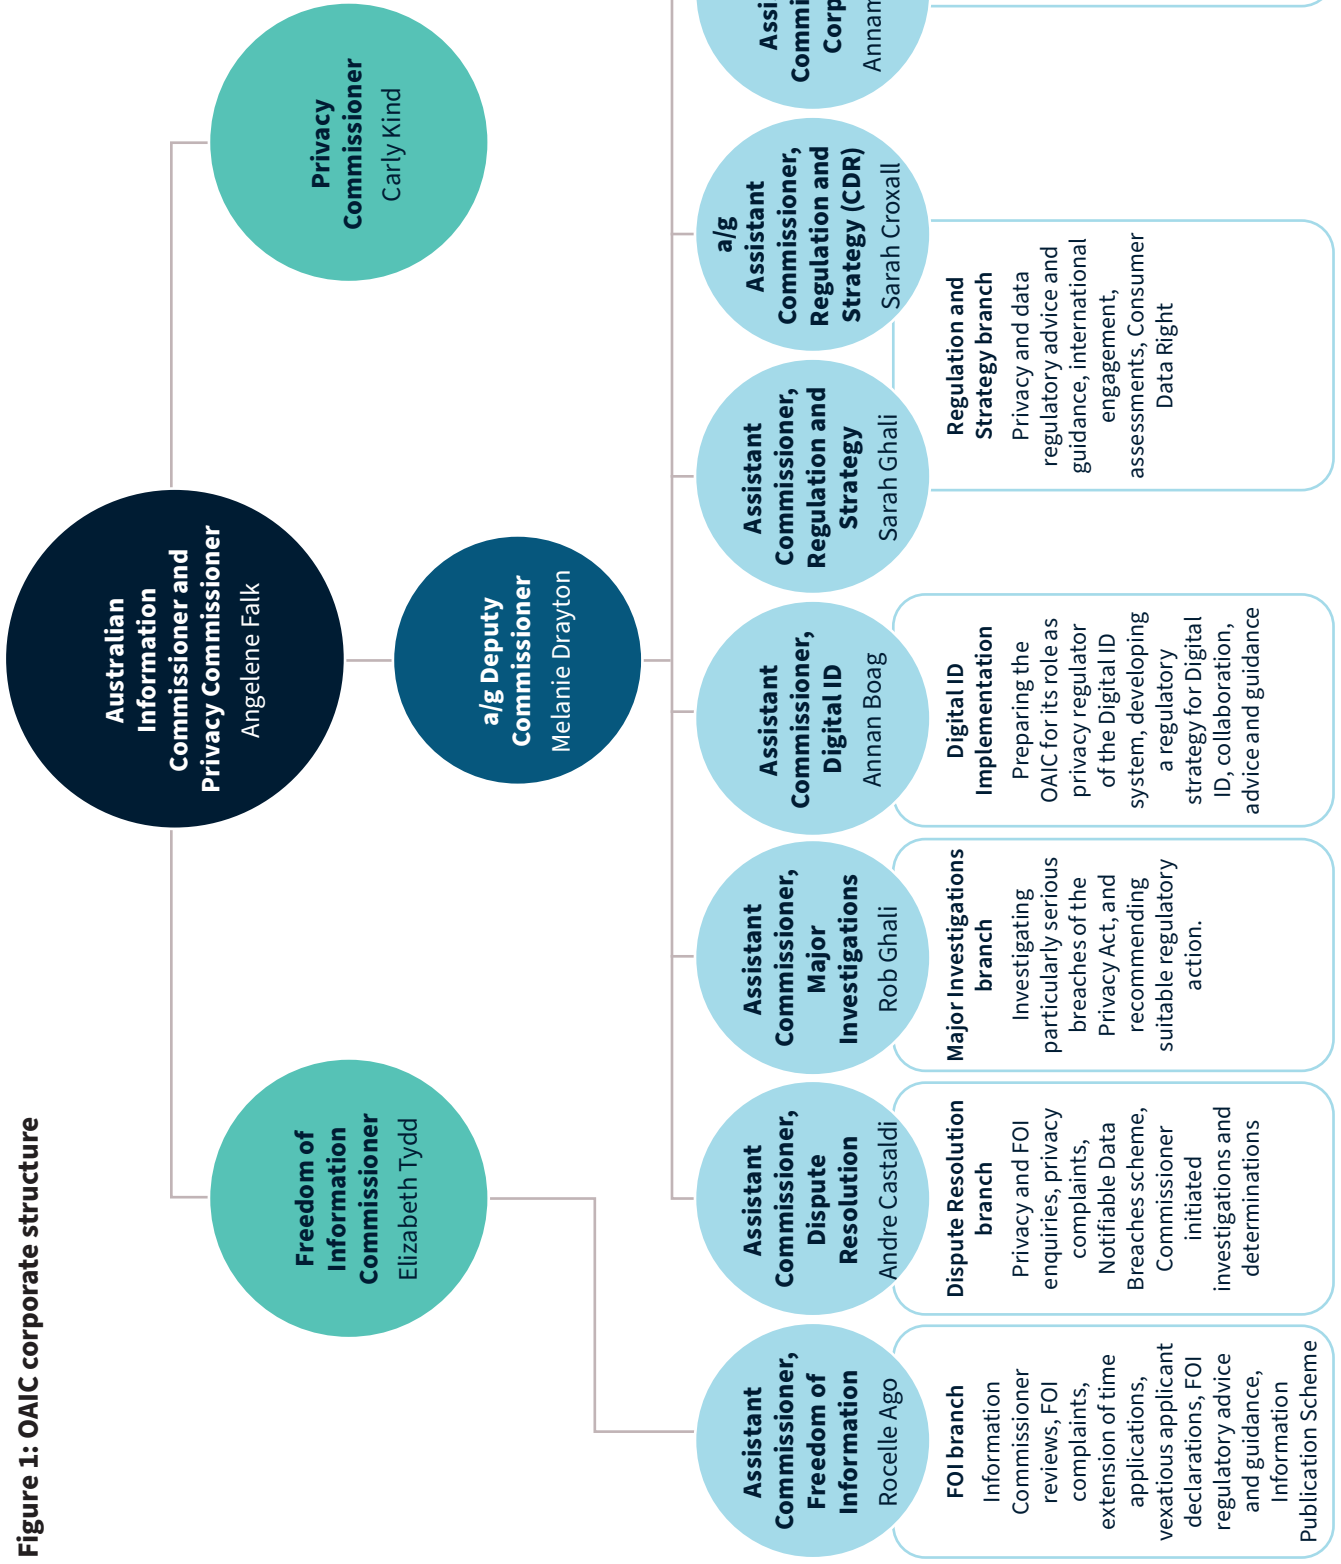 Figure 1: OAIC corporate structure
Australian
Information
Commissioner and
Privacy Commissioner
Angelene Falk
Freedom of
Information
Commissioner
Elizabeth Tydd
Privacy
Commissioner
Carly Kind
a/g Deputy
Commissioner
Melanie Drayton
Assistant
Commissioner,
Freedom of
Information
Rocelle Ago
FOI branch
Information
Commissioner
reviews, FOI
complaints,
extension of time
applications,
vexatious applicant
declarations, FOI
regulatory advice
and guidance,
Information
Publication Scheme
Assistant
Commissioner,
Dispute
Resolution
Andre Castaldi
Dispute Resolution
branch
Privacy and FOI
enquiries, privacy
complaints,
Notifiable Data
Breaches scheme,
Commissioner
initiated
investigations and
determinations
Assistant
Commissioner,
Major
Investigations
Rob Ghali
Major Investigations
branch
Investigating
particularly serious
breaches of the
Privacy Act, and
recommending
suitable regulatory
action.
Assistant
Commissioner,
Digital ID
Annan Boag
Digital ID
Implementation
Preparing the
OAIC for its role as
privacy regulator
of the Digital ID
system, developing
a regulatory
strategy for Digital
ID, collaboration,
advice and guidance
Assistant
Commissioner,
Regulation and
Strategy
Sarah Ghali
a/g
Assistant
Commissioner,
Regulation and
Strategy (CDR)
Sarah Croxall
Regulation and
Strategy branch
Privacy and data
regulatory advice and
guidance, international
engagement,
assessments, Consumer
Data Right
Assi
Commi
Corp
Annam